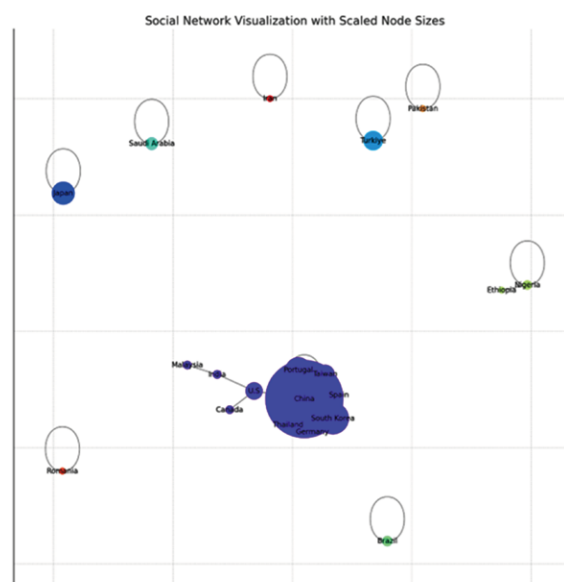 Social Network Visualization with Scaled Node Sizes
Iran
Pakistan
Saudi Arabia
Turkiye
Japan
Nigeria
Ethiopia
Malaysia
Portugal
India
Taiwan
U.S
Spain
China
Canada
South Korea
Thailand
Germany
Romania
Brazil